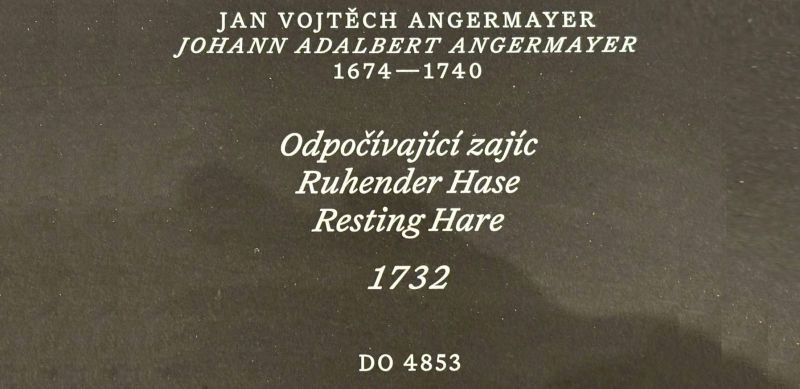 JAN VOJTĚCH ANGERMAYER
JOHANN ADALBERT ANGERMAYER
1674—1740
Odpočívající zajíc
Ruhender Hase
Resting Hare
1732
DO 4853